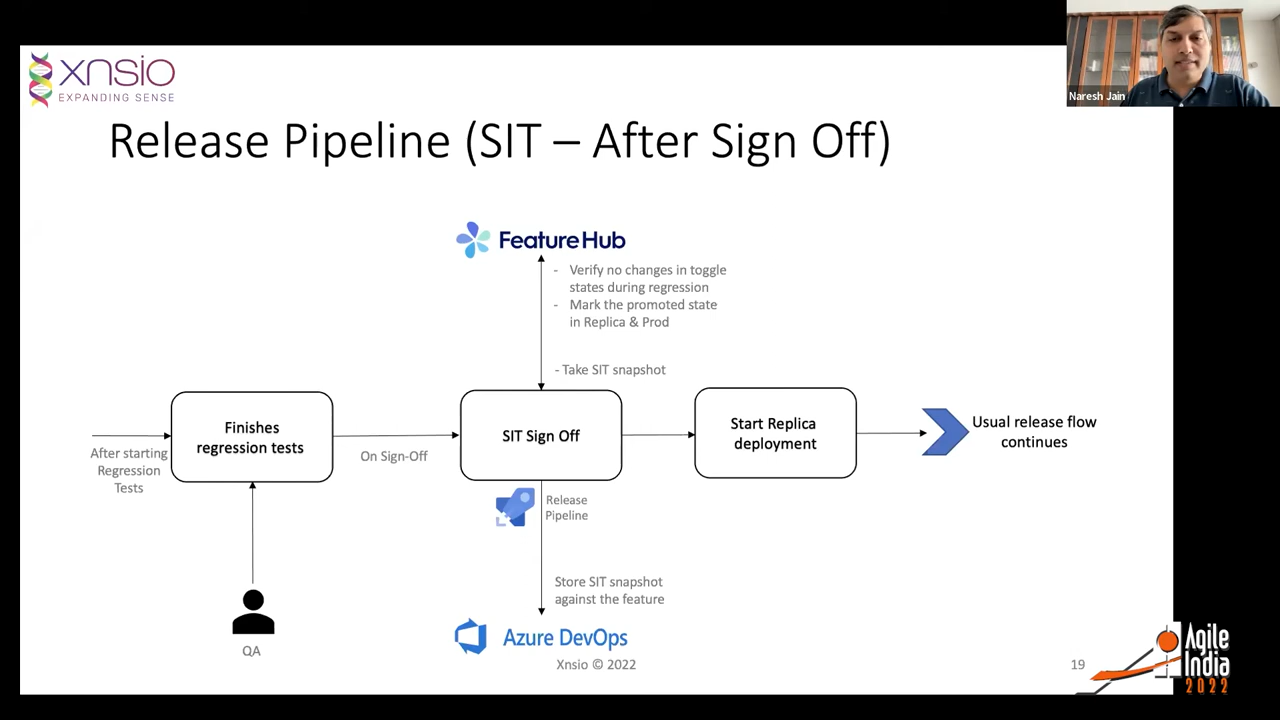 xnsio
EXPANDING SENSE
Naresh Jain
Release Pipeline (SIT – After Sign Off)
FeatureHub
- Verify no changes in toggle
states during regression
- Mark the promoted state
in Replica & Prod
- Take SIT snapshot
After starting
Regression
Tests
Finishes
regression tests
On Sign-Off
SIT Sign Off
Start Replica
deployment
Usual release flow
continues
Release
Pipeline
Store SIT snapshot
against the feature
QA
Azure DevOps
Xnsio © 2022
19
Agile
India
2022